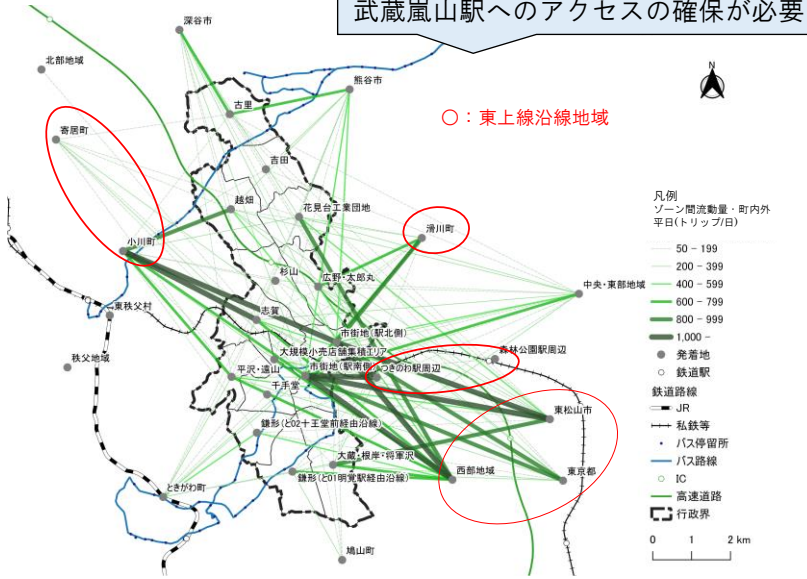 武蔵嵐山駅へのアクセスの確保が必要
深谷市
北部地域
熊谷市
N
古里
○：東上線沿線地域
寄居町
吉田
越畑
花見台工業団地
滑川町
小川町
杉山
広野・太郎丸
中央・東部地域
東秩父村
志賀
市街地(駅北側)
秩父地域
大規模小売店舗集積エリア
森林公園駅周辺
平沢・遠山
市街地(駅南側)
つきのわ駅周辺
千手堂
東松山市
鎌形(と02十王堂前経由沿線)
大蔵・根岸・将軍沢
西部地域
東京都
ときがわ町
鎌形(と01明覚駅経由沿線)
鳩山町
凡例
ゾーン間流動量・町内外
平日(トリップ/日)
50 - 199
200 - 399
400 - 599
600 - 799
800 - 999
1,000 -
発着地
鉄道駅
鉄道路線
JR
私鉄等
バス停留所
バス路線
IC
高速道路
行政界
0 1 2 km